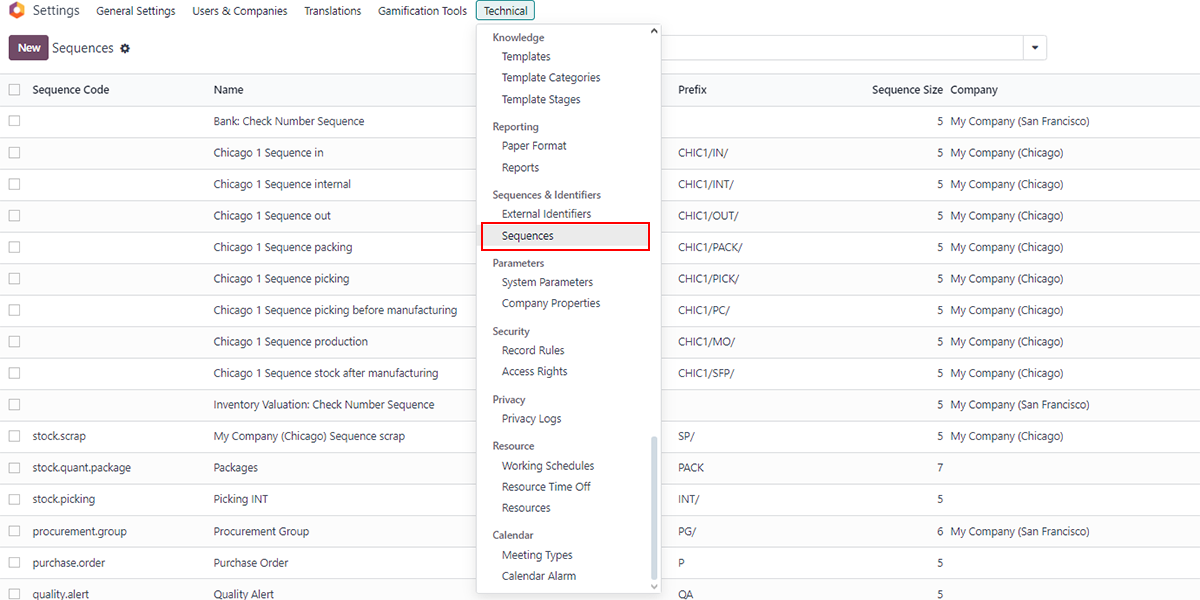 Settings General Settings Users & Companies Translations Gamification Tools Technical
New Sequences
Knowledge
Templates
Template Categories
Template Stages
Reporting
Paper Format
Reports
Sequences & Identifiers
External Identifiers
Sequences
Parameters
System Parameters
Company Properties
Security
Record Rules
Access Rights
Privacy
Privacy Logs
Resource
Working Schedules
Resource Time Off
Resources
Calendar
Meeting Types
Calendar Alarm
Sequence Code Name Prefix Sequence Size Company
Bank: Check Number Sequence 5 My Company (San Francisco)
Chicago 1 Sequence in CHIC1/IN/ 5 My Company (Chicago)
Chicago 1 Sequence internal CHIC1/INT/ 5 My Company (Chicago)
Chicago 1 Sequence out CHIC1/OUT/ 5 My Company (Chicago)
Chicago 1 Sequence packing CHIC1/PACK/ 5 My Company (Chicago)
Chicago 1 Sequence picking CHIC1/PICK/ 5 My Company (Chicago)
Chicago 1 Sequence picking before manufacturing CHIC1/PC/ 5 My Company (Chicago)
Chicago 1 Sequence production CHIC1/MO/ 5 My Company (Chicago)
Chicago 1 Sequence stock after manufacturing CHIC1/SFP/ 5 My Company (Chicago)
Inventory Valuation: Check Number Sequence 5 My Company (San Francisco)
stock.scrap My Company (Chicago) Sequence scrap SP/ 5 My Company (Chicago)
stock.quant.package Packages PACK 7
stock.picking Picking INT INT/ 5
procurement.group Procurement Group PG/ 6 My Company (San Francisco)
purchase.order Purchase Order P 5
quality.alert Quality Alert QA 5